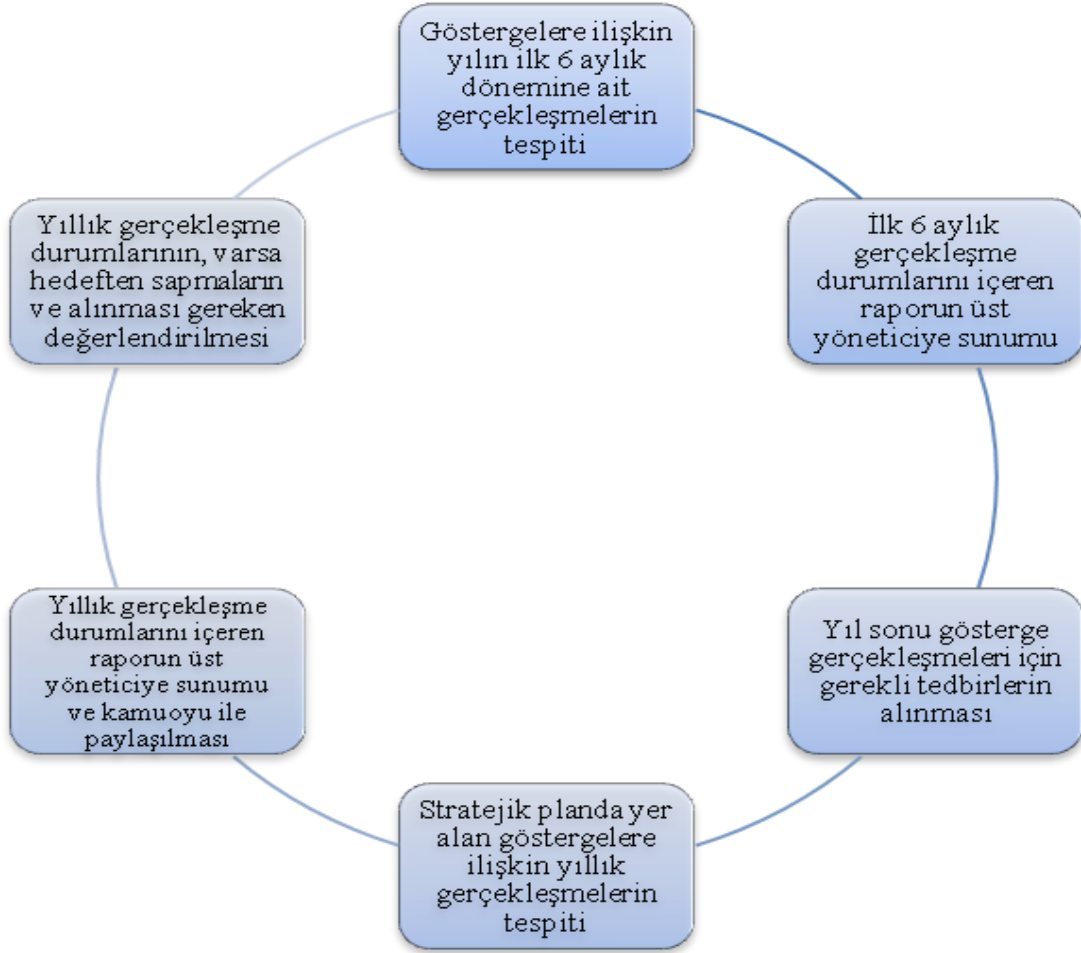 Göstergelere ilişkin
yılın ilk 6 aylık
dönemine ait
gerçekleşmelerin
tespiti
İlk 6 aylık
gerçekleşme
durumlarını içeren
raporun üst
yöneticiye sunumu
Yıl sonu gösterge
gerçekleşmeleri için
gerekli tedbirlerin
alınması
Stratejik planda yer
alan göstergelere
ilişkin yıllık
gerçekleşmelerin
tespiti
Yıllık gerçekleşme
durumlarını içeren
raporun üst
yöneticiye sunumu
ve kamuoyu ile
paylaşılması
Yıllık gerçekleşme
durumlarının, varsa
hedeften sapmaların
ve alınması gereken
değerlendirilmesi